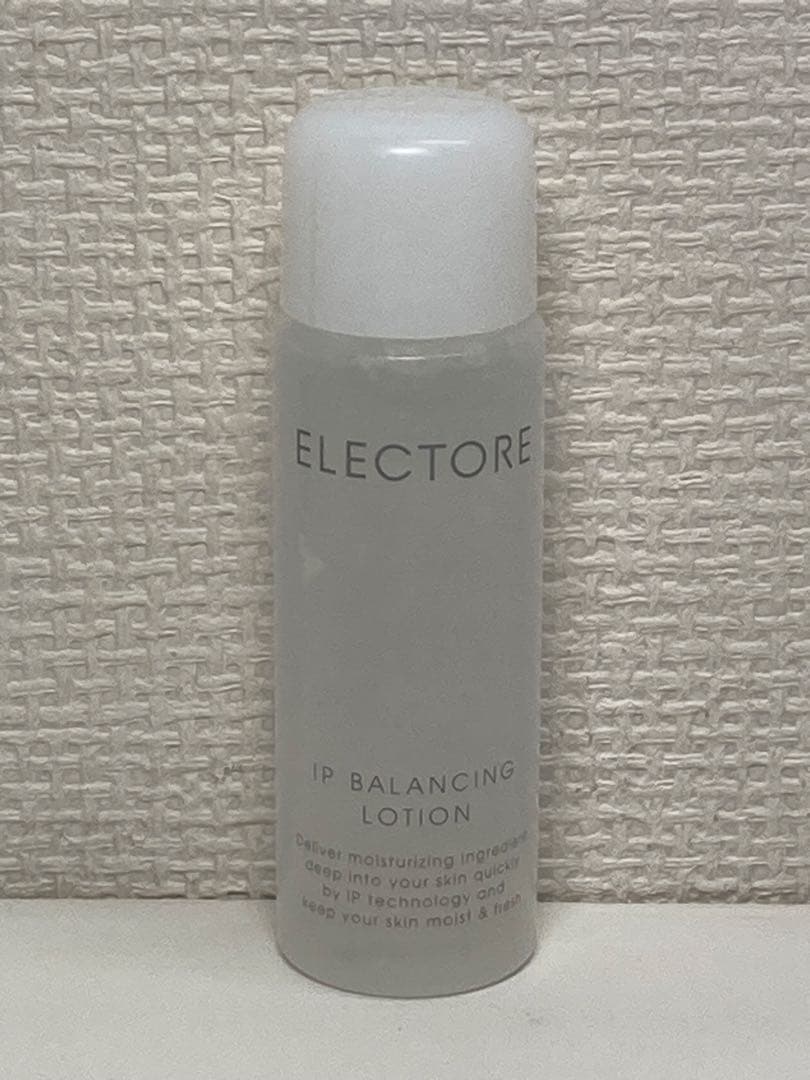 ELECTORE
IP BALANCING
LOTION
Deliver moisturizing ingredient
deep into your skin quickly
by IP technology and
keep your skin moist & fresh